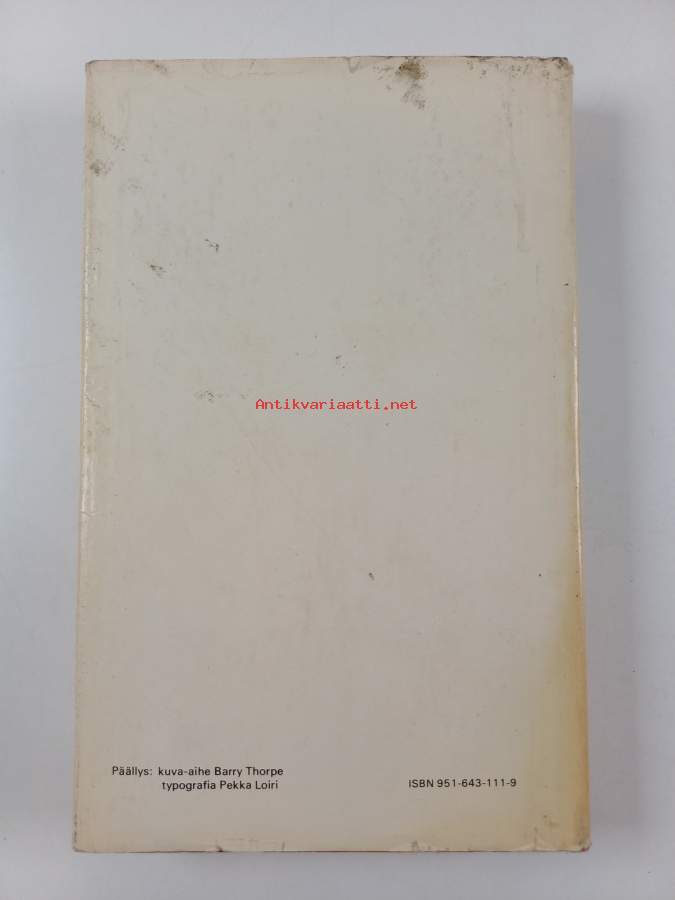 Antikvariaatti.net
Päällys: kuva-aihe Barry Thorpe
typografia Pekka Loiri
ISBN 951-643-111-9